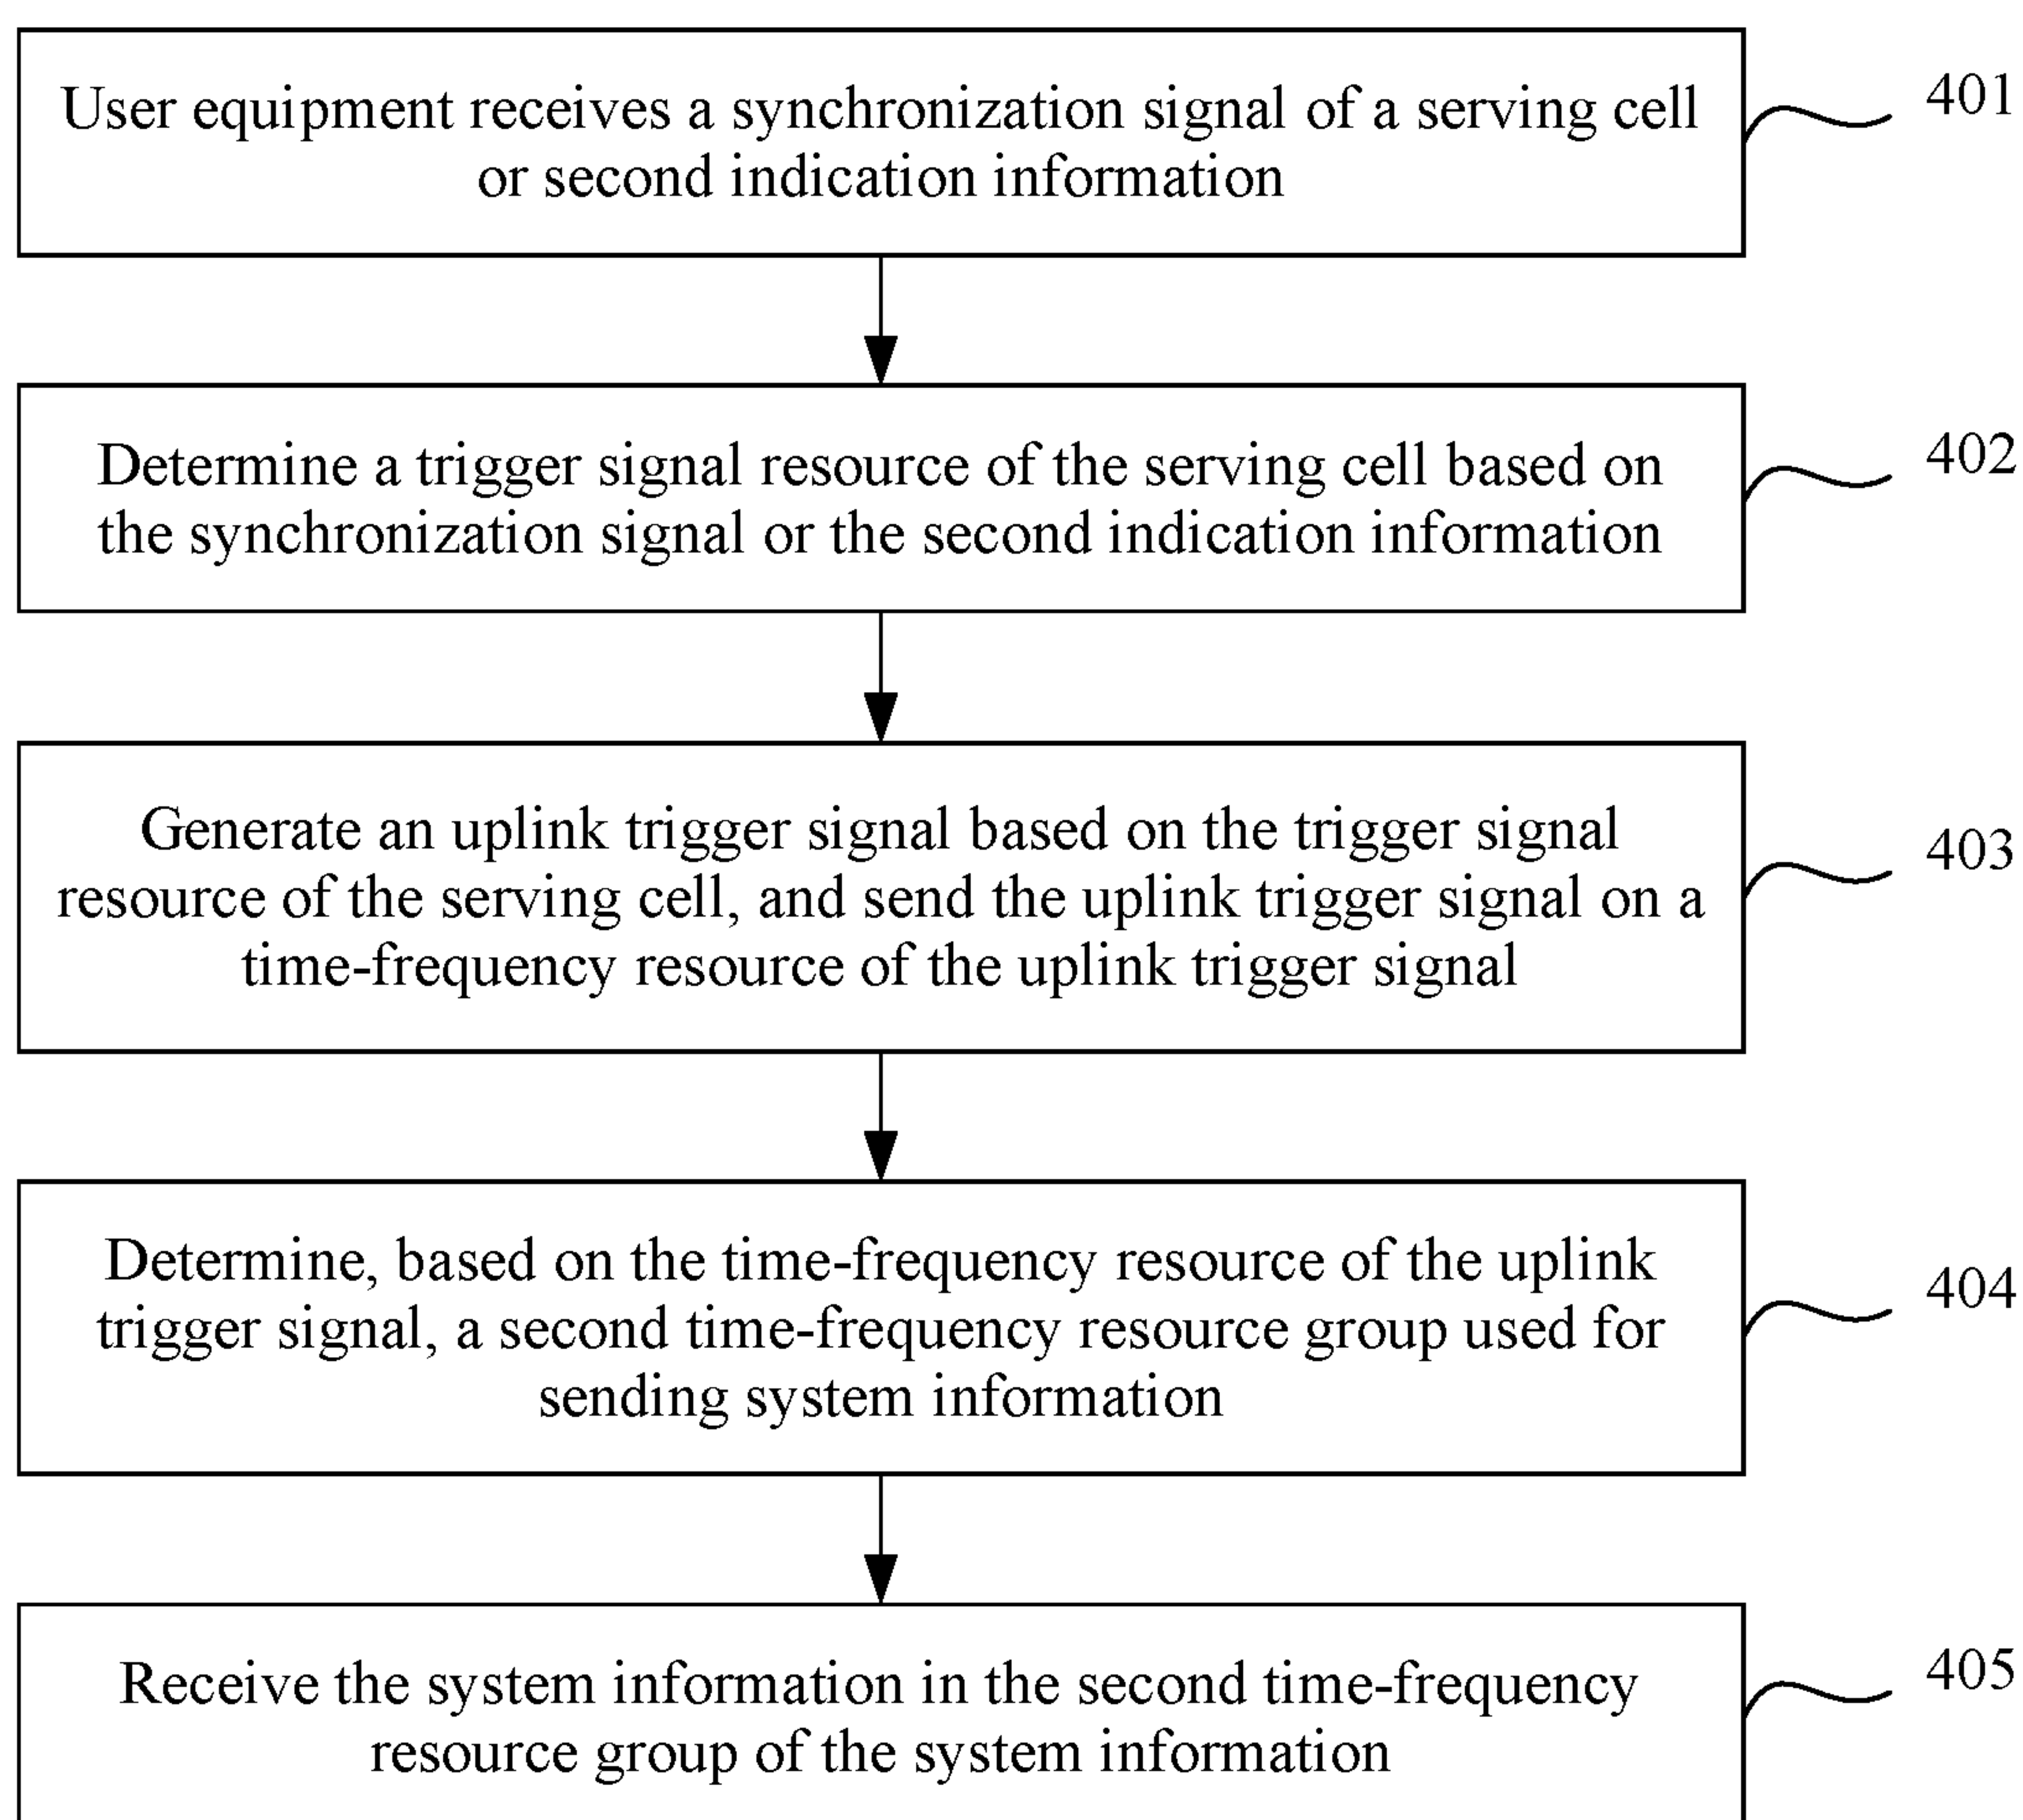 User equipment receives a synchronization signal of a serving cell
or second indication information
401
Determine a trigger signal resource of the serving cell based on
the synchronization signal or the second indication information
402
Generate an uplink trigger signal based on the trigger signal
resource of the serving cell, and send the uplink trigger signal on a
time-frequency resource of the uplink trigger signal
403
Determine, based on the time-frequency resource of the uplink
trigger signal, a second time-frequency resource group used for
sending system information
404
Receive the system information in the second time-frequency
resource group of the system information
405